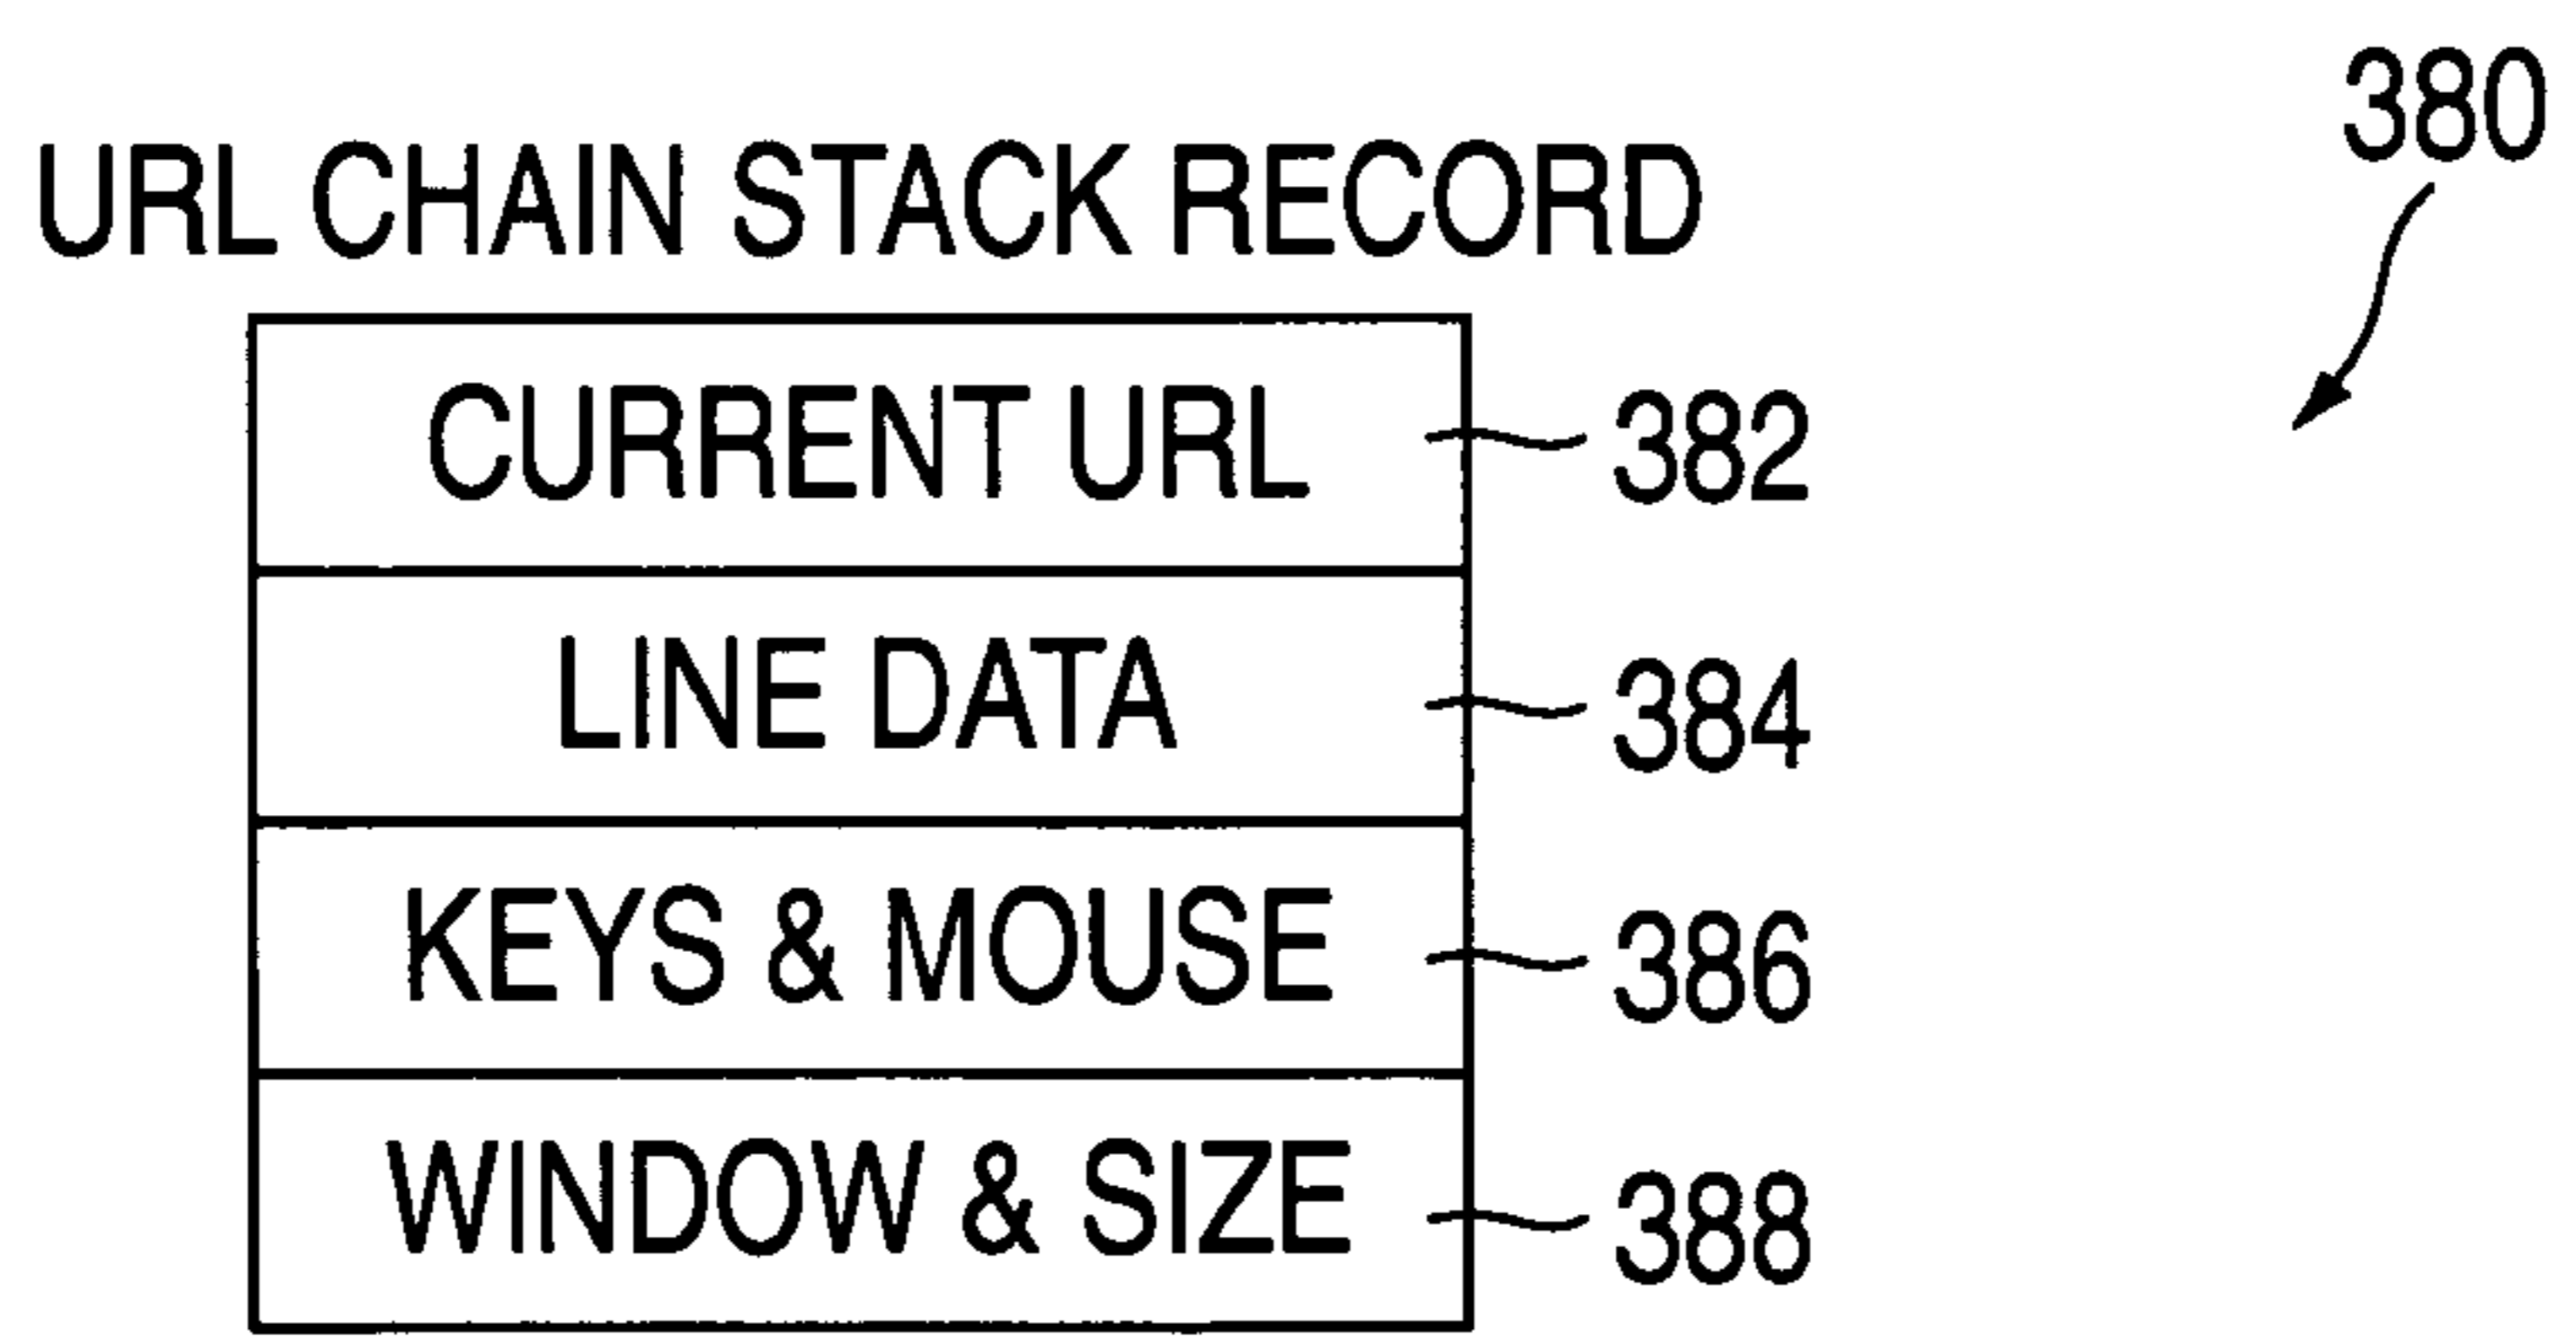 380
URL CHAIN STACK RECORD
CURRENT URL 382
LINE DATA 384
KEYS & MOUSE 386
WINDOW & SIZE 388